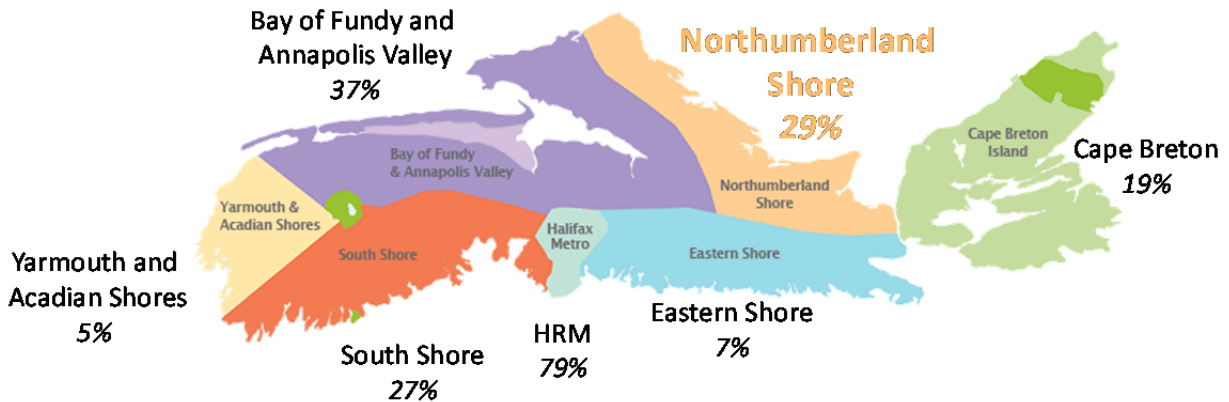 Bay of Fundy and
Annapolis Valley
37%
Northumberland
Shore
29%
Bay of Fundy
& Annapolis Valley
Cape Breton
Island
Cape Breton
19%
Northumberland
Shore
Yarmouth &
Acadian Shores
Halifax
Metro
South Shore
Eastern Shore
Yarmouth and
Acadian Shores
5%
South Shore
27%
HRM
79%
Eastern Shore
7%